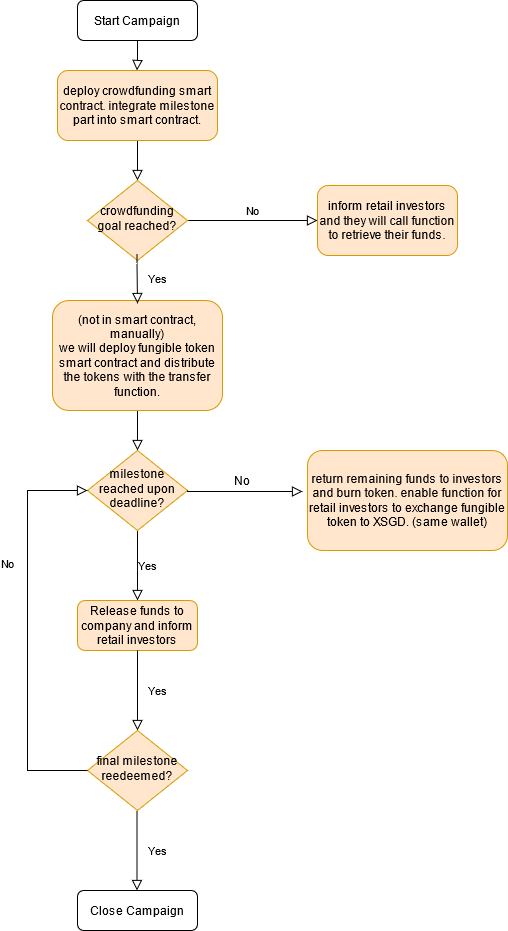 Start Campaign
deploy crowdfunding smart
contract. integrate milestone
part into smart contract.
crowdfunding
goal reached?
No
inform retail investors
and they will call function
to retrieve their funds.
Yes
(not in smart contract,
manually)
we will deploy fungible token
smart contract and distribute
the tokens with the transfer
function.
milestone
reached upon
deadline?
No
return remaining funds to investors
and burn token. enable function for
retail investors to exchange fungible
token to XSGD. (same wallet)
No
Yes
Release funds to
company and inform
retail investors
Yes
final milestone
reedeemed?
Yes
Close Campaign